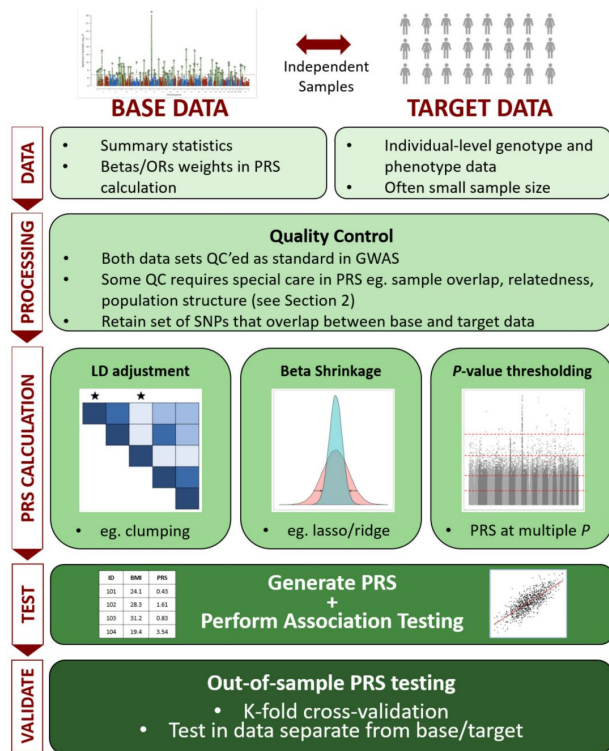 Independent
Samples
BASE DATA
TARGET DATA
DATA
• Summary statistics
• Betas/ORs weights in PRS
calculation
• Individual-level genotype and
phenotype data
• Often small sample size
PROCESSING
Quality Control
• Both data sets QC'ed as standard in GWAS
• Some QC requires special care in PRS eg. sample overlap, relatedness,
population structure (see Section 2)
• Retain set of SNPs that overlap between base and target data
PRS CALCULATION
LD adjustment
• eg. clumping
Beta Shrinkage
• eg. lasso/ridge
P-value thresholding
• PRS at multiple P
TEST
ID BMI PRS
101 24.1 0.43
102 28.3 1.61
103 31.2 0.83
104 19.4 3.54
Generate PRS
+
Perform Association Testing
VALIDATE
Out-of-sample PRS testing
• K-fold cross-validation
• Test in data separate from base/target